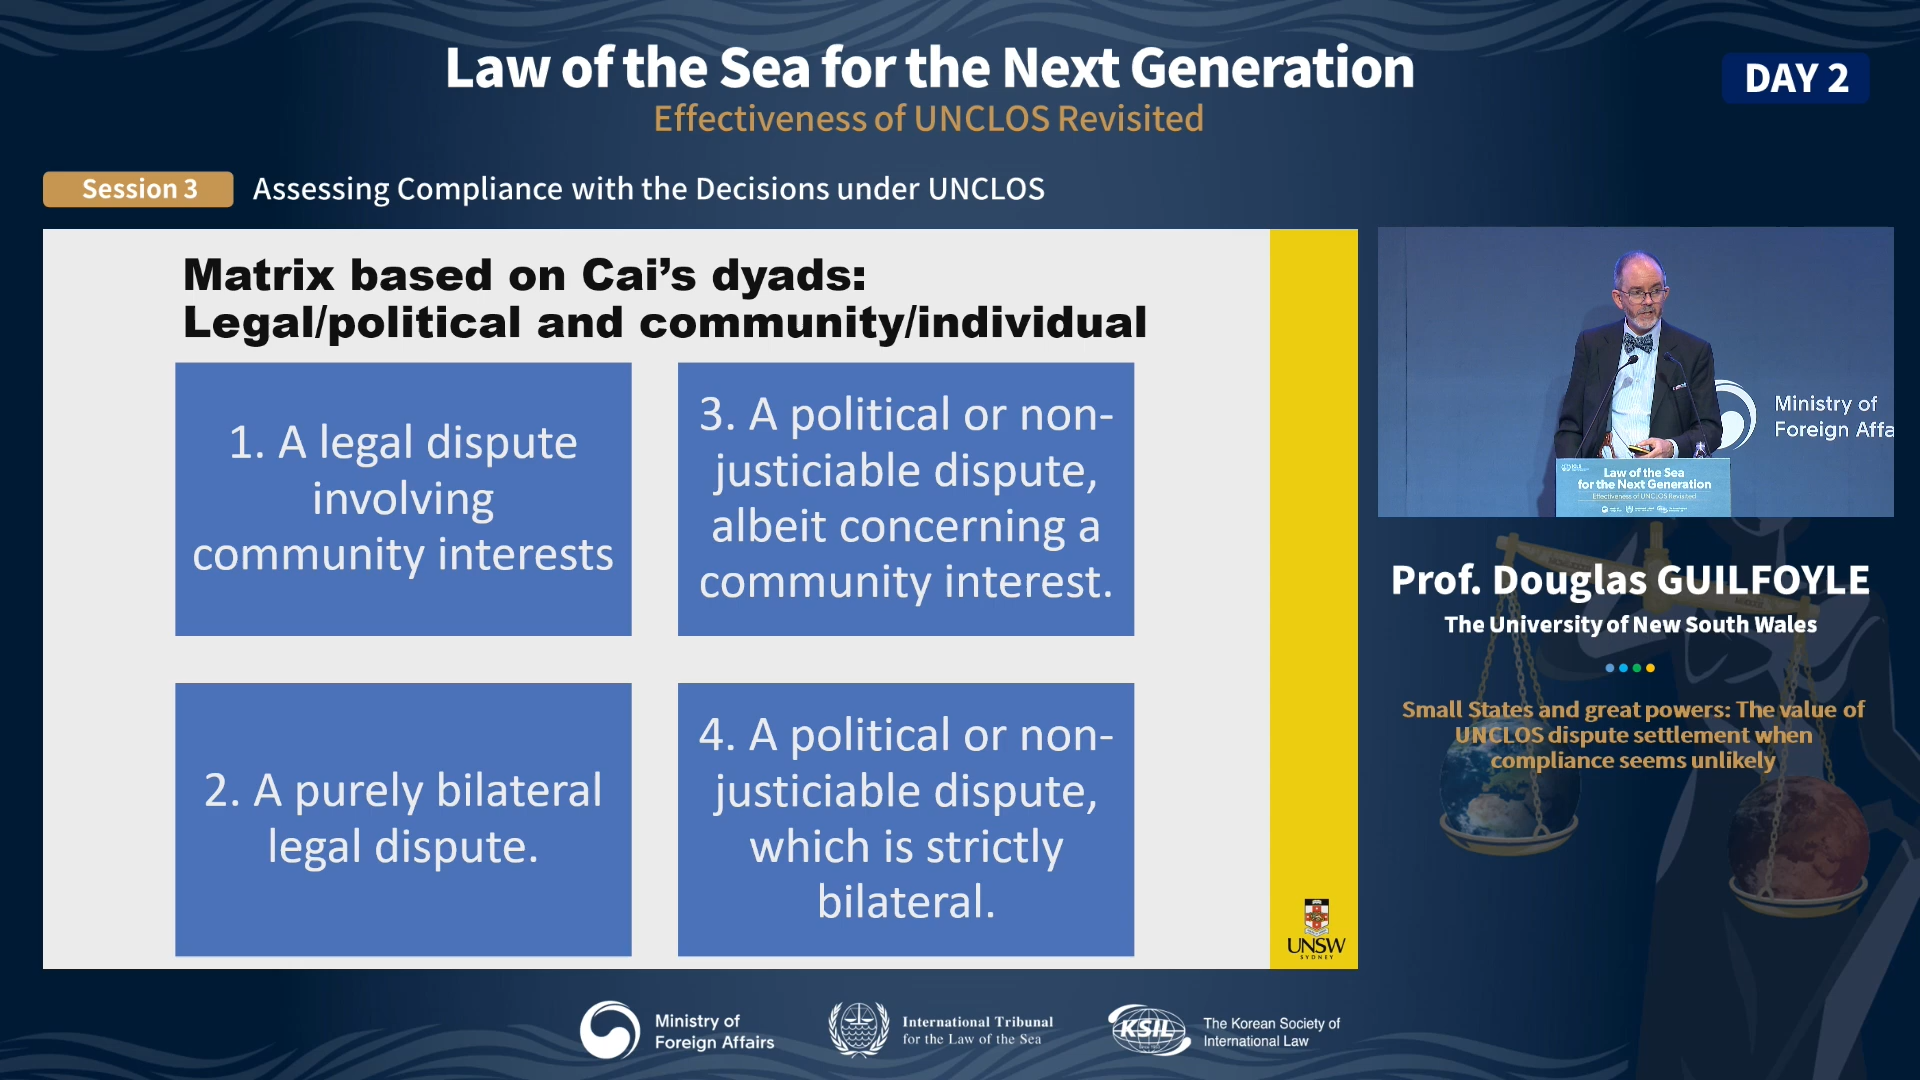 Law of the Sea for the Next Generation
Effectiveness of UNCLOS Revisited
DAY 2
Session 3
Assessing Compliance with the Decisions under UNCLOS
Matrix based on Cai's dyads:
Legal/political and community/individual
1. A legal dispute
involving
community interests
3. A political or non-
justiciable dispute,
albeit concerning a
community interest.
2. A purely bilateral
legal dispute.
4. A political or non-
justiciable dispute,
which is strictly
bilateral.
UNSW
SYDNEY
Ministry of
Foreign Affa
Law of the Sea
for the Next Generation
Effectiveness of UNCLOS Revisited
Prof. Douglas GUILFOYLE
The University of New South Wales
Small States and great powers: The value of
UNCLOS dispute settlement when
compliance seems unlikely
Ministry of
Foreign Affairs
International Tribunal
for the Law of the Sea
KSIL
The Korean Society of
International Law